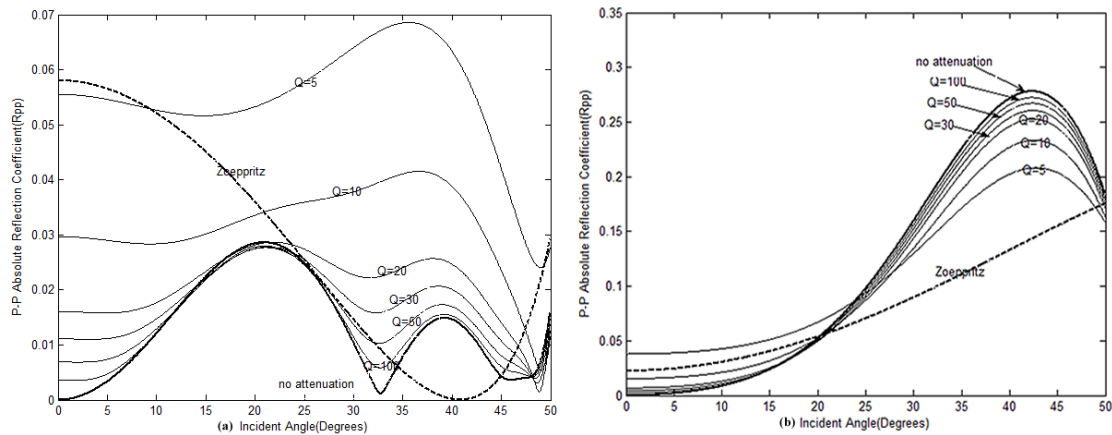 P-P Absolute Reflection Coefficient(Rpp)
0.07
0.06
0.05
0.04
0.03
0.02
0.01
0
Q=5
Zoeppritz
Q=10
Q=20
Q=30
Q=50
Q=100
no attenuation
0 5 10 15 20 25 30 35 40 45 50
(a) Incident Angle(Degrees)
P-P Absolute Reflection Coefficient(Rpp)
0.35
0.3
0.25
0.2
0.15
0.1
0.05
0
no attenuation
Q=100
Q=50
Q=30
Q=20
Q=10
Q=5
Zoeppritz
0 5 10 15 20 25 30 35 40 45 50
(b) Incident Angle(Degrees)